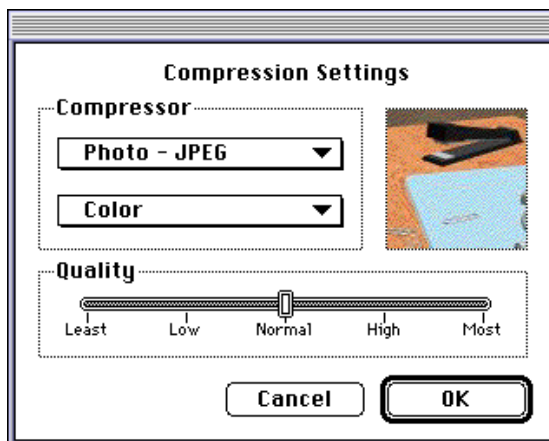 Compression Settings
Compressor
Photo - JPEG
Color
Quality
Least Low Normal High Most
Cancel OK